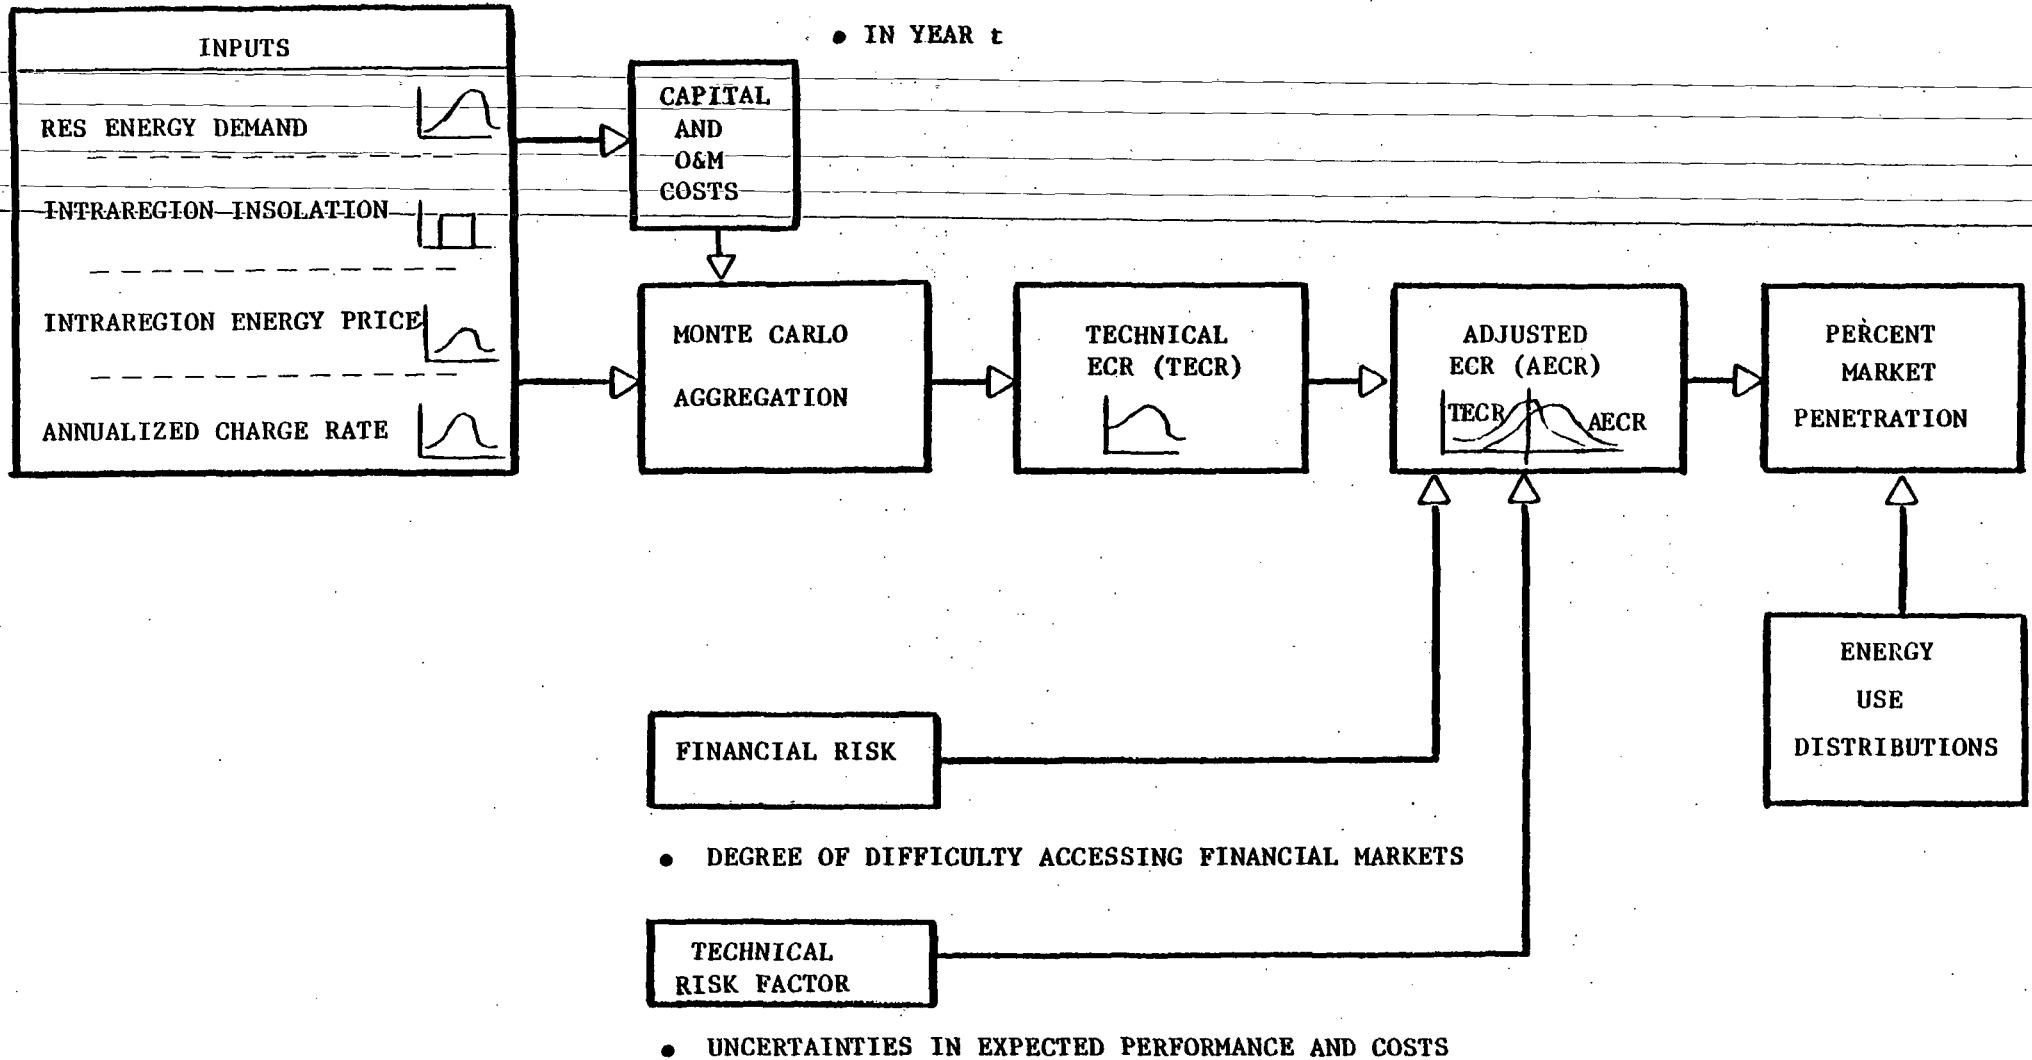 INPUTS
RES ENERGY DEMAND
INTRAREGION INSOLATION
INTRAREGION ENERGY PRICE
ANNUALIZED CHARGE RATE
• IN YEAR t
CAPITAL
AND
O&M
COSTS
MONTE CARLO
AGGREGATION
TECHNICAL
ECR (TECR)
ADJUSTED
ECR (AECR)
TECR
AECR
PERCENT
MARKET
PENETRATION
ENERGY
USE
DISTRIBUTIONS
FINANCIAL RISK
• DEGREE OF DIFFICULTY ACCESSING FINANCIAL MARKETS
TECHNICAL
RISK FACTOR
• UNCERTAINTIES IN EXPECTED PERFORMANCE AND COSTS